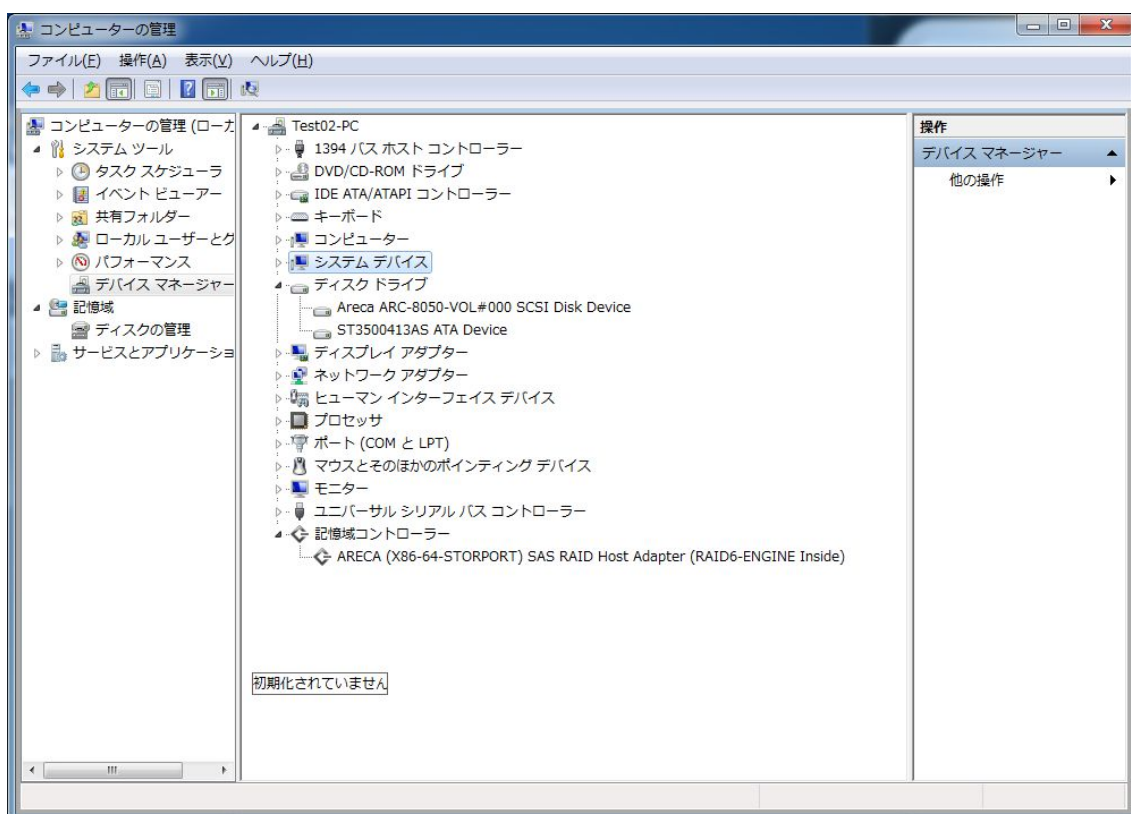 コンピューターの管理
ファイル(F) 操作(A) 表示(V) ヘルプ(H)
コンピューターの管理 (ローカ
システム ツール
タスク スケジューラ
イベント ビューアー
共有フォルダー
ローカル ユーザーとグ
パフォーマンス
デバイス マネージャー
記憶域
ディスクの管理
サービスとアプリケーショ
Test02-PC
1394 バス ホスト コントローラー
DVD/CD-ROM ドライブ
IDE ATA/ATAPI コントローラー
キーボード
コンピューター
システム デバイス
ディスク ドライブ
Areca ARC-8050-VOL#000 SCSI Disk Device
ST3500413AS ATA Device
ディスプレイ アダプター
ネットワーク アダプター
ヒューマン インターフェイス デバイス
プロセッサ
ポート (COM と LPT)
マウスとそのほかのポインティング デバイス
モニター
ユニバーサル シリアル バス コントローラー
記憶域コントローラー
ARECA (X86-64-STORPORT) SAS RAID Host Adapter (RAID6-ENGINE Inside)
初期化されていません
操作
デバイス マネージャー
他の操作